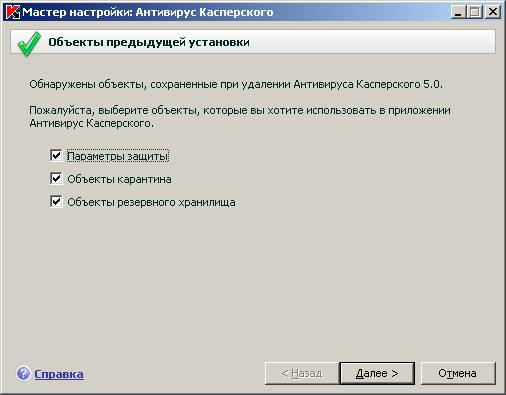 Мастер настройки: Антивирус Касперского
Объекты предыдущей установки
Обнаружены объекты, сохраненные при удалении Антивируса Касперского 5.0.
Пожалуйста, выберите объекты, которые вы хотите использовать в приложении
Антивирус Касперского.
Параметры защиты
Объекты карантина
Объекты резервного хранилища
Справка
< Назад
Далее >
Отмена